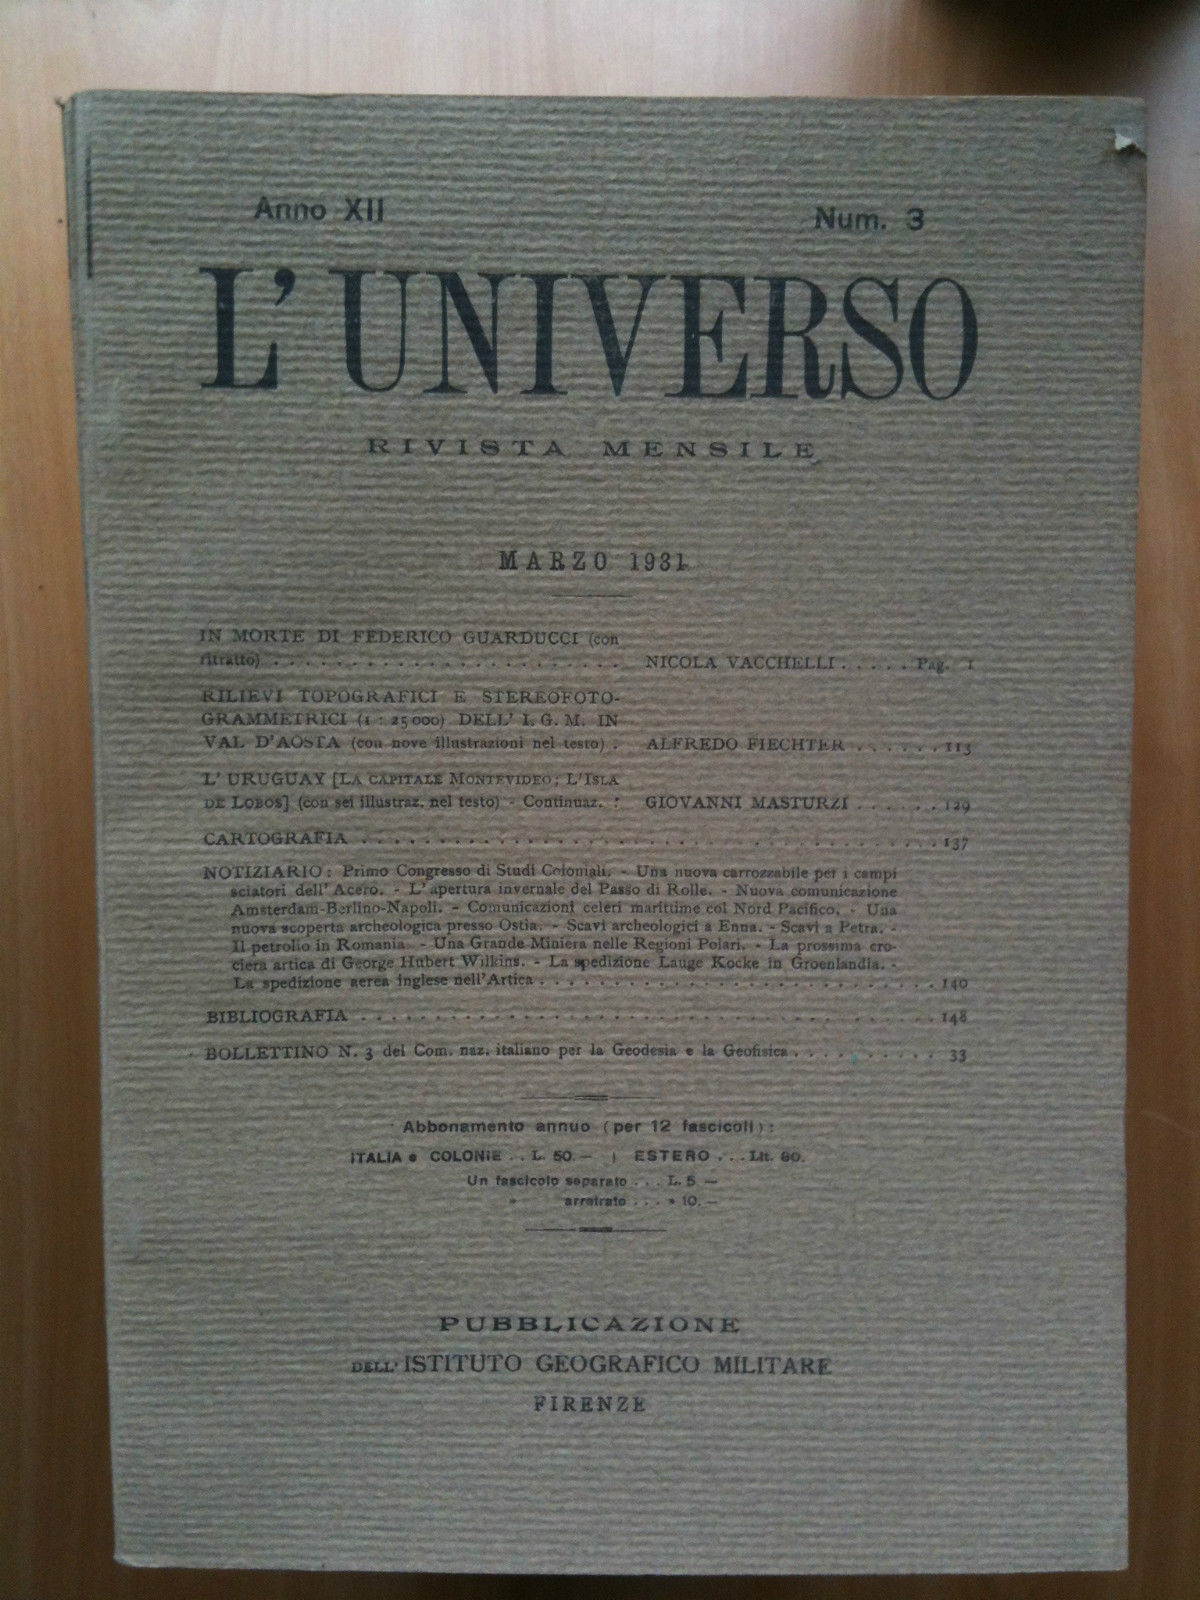 Anno XII Num. 3
L'UNIVERSO
RIVISTA MENSILE
MARZO 1931
IN MORTE DI FEDERICO GUARDUCCI (con
ritratto) . . . . . . . . . . . . . . . . . . . . . . . NICOLA VACCHELLI . . . . . Pag. 1
RILIEVI TOPOGRAFICI E STEREOFOTO-
GRAMMETRICI (1 : 25 000) DELL' I. G. M. IN
VAL D'AOSTA (con nove illustrazioni nel testo) . ALFREDO FIECHTER . . . . . . 113
L' URUGUAY [LA CAPITALE MONTEVIDEO; L'ISLA
DE LOBOS] (con sei illustraz. nel testo) - Continuaz. : GIOVANNI MASTURZI . . . . . . 129
CARTOGRAFIA . . . . . . . . . . . . . . . . . . . . . . . . . . . . . . . . . . . . 137
NOTIZIARIO: Primo Congresso di Studi Coloniali. - Una nuova carrozzabile per i campi
sciatori dell' Acero. - L' apertura invernale del Passo di Rolle. - Nuova comunicazione
Amsterdam-Berlino-Napoli. - Comunicazioni celeri marittime col Nord Pacifico. - Una
nuova scoperta archeologica presso Ostia. - Scavi archeologici a Enna. - Scavi a Petra. -
Il petrolio in Romania. - Una Grande Miniera nelle Regioni Polari. - La prossima cro-
ciera artica di George Hubert Wilkins. - La spedizione Lauge Kocke in Groenlandia. -
La spedizione aerea inglese nell'Artica . . . . . . . . . . . . . . . . . . . . . . . . . 140
BIBLIOGRAFIA . . . . . . . . . . . . . . . . . . . . . . . . . . . . . . . . . . . . 148
BOLLETTINO N. 3 del Com. naz. italiano per la Geodesia e la Geofisica . . . . . . . . . . 33
Abbonamento annuo (per 12 fascicoli):
ITALIA e COLONIE . . L. 50.— | ESTERO . . . Lit. 80.
Un fascicolo separato . . . L. 5 —
» arretrato . . . » 10. —
PUBBLICAZIONE
DELL' ISTITUTO GEOGRAFICO MILITARE
FIRENZE